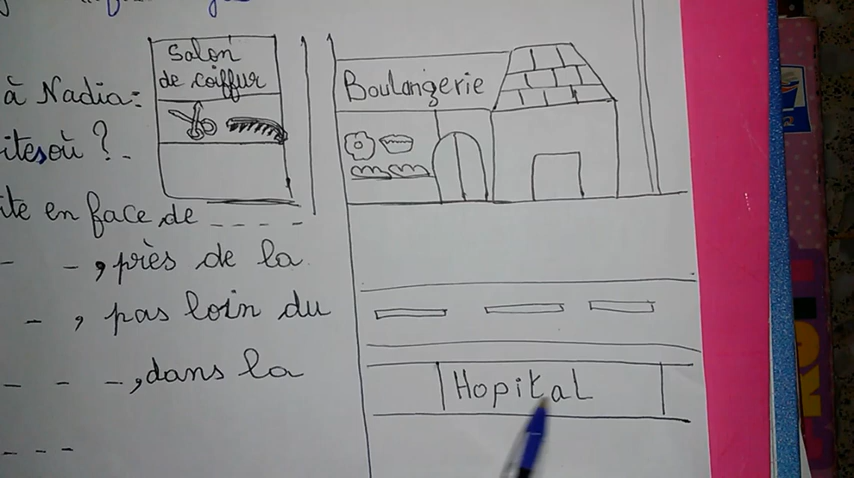 Salon
de coiffur
à Nadia:
itesoù ?
ite en face de _ _ _ _
_ _, près de la
_, pas loin du
_ _ _, dans la
_ _ _
Boulangerie
Hopital